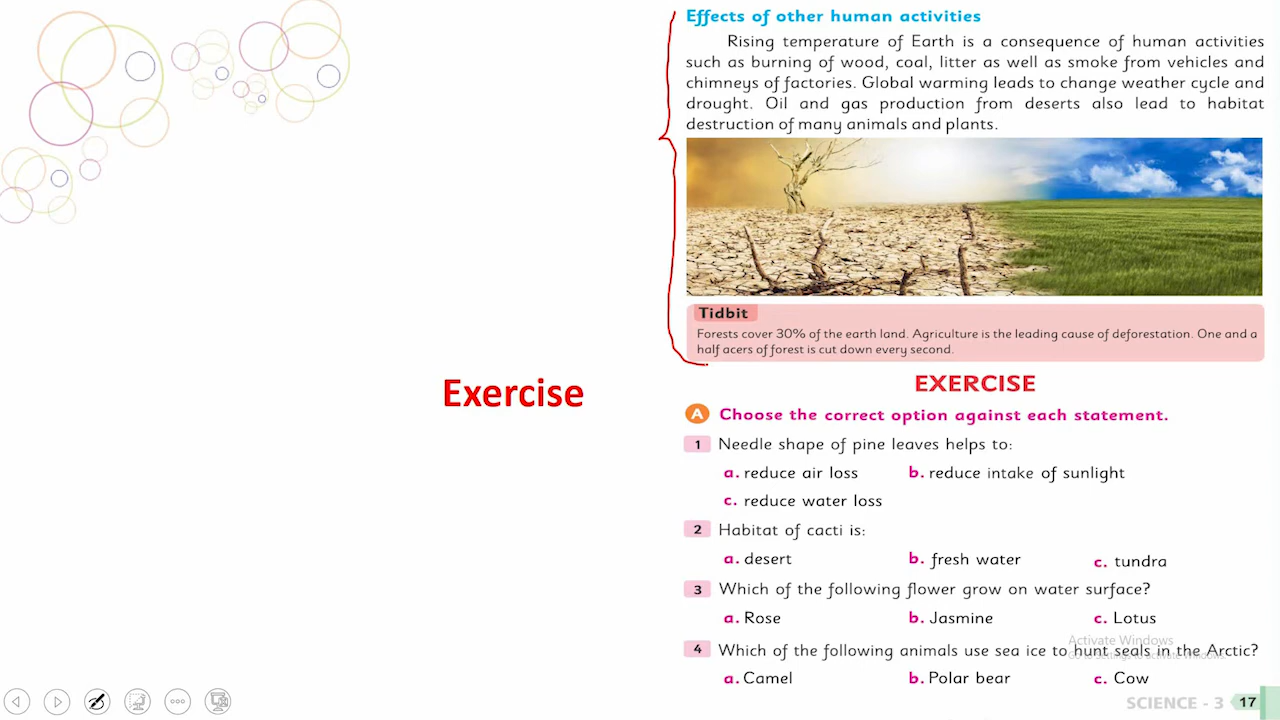 Effects of other human activities
Rising temperature of Earth is a consequence of human activities
such as burning of wood, coal, litter as well as smoke from vehicles and
chimneys of factories. Global warming leads to change weather cycle and
drought. Oil and gas production from deserts also lead to habitat
destruction of many animals and plants.
Tidbit
Forests cover 30% of the earth land. Agriculture is the leading cause of deforestation. One and a
half acers of forest is cut down every second.
Exercise
EXERCISE
A Choose the correct option against each statement.
1 Needle shape of pine leaves helps to:
a. reduce air loss b. reduce intake of sunlight
c. reduce water loss
2 Habitat of cacti is:
a. desert b. fresh water c. tundra
3 Which of the following flower grow on water surface?
a. Rose b. Jasmine c. Lotus
Activate Windows
4 Which of the following animals use sea ice to hunt seals in the Arctic?
Go to Settings to activate Windows.
a. Camel b. Polar bear c. Cow
SCIENCE - 3 17